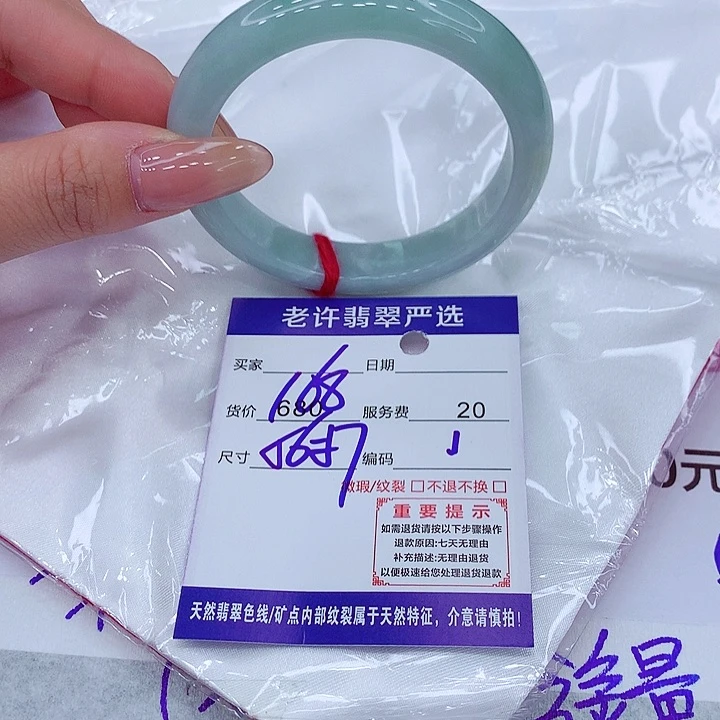 老许翡翠严选
买家 日期
货价 680 服务费 20
168
尺寸 编码 J
微瑕/纹裂 □不退不换 □
重要提示
如需退货请按以下步骤操作
退款原因:七天无理由
补充描述:无理由退货
以便极速给您处理退货退款
天然翡翠色线/矿点内部纹裂属于天然特征，介意请慎拍!
0元